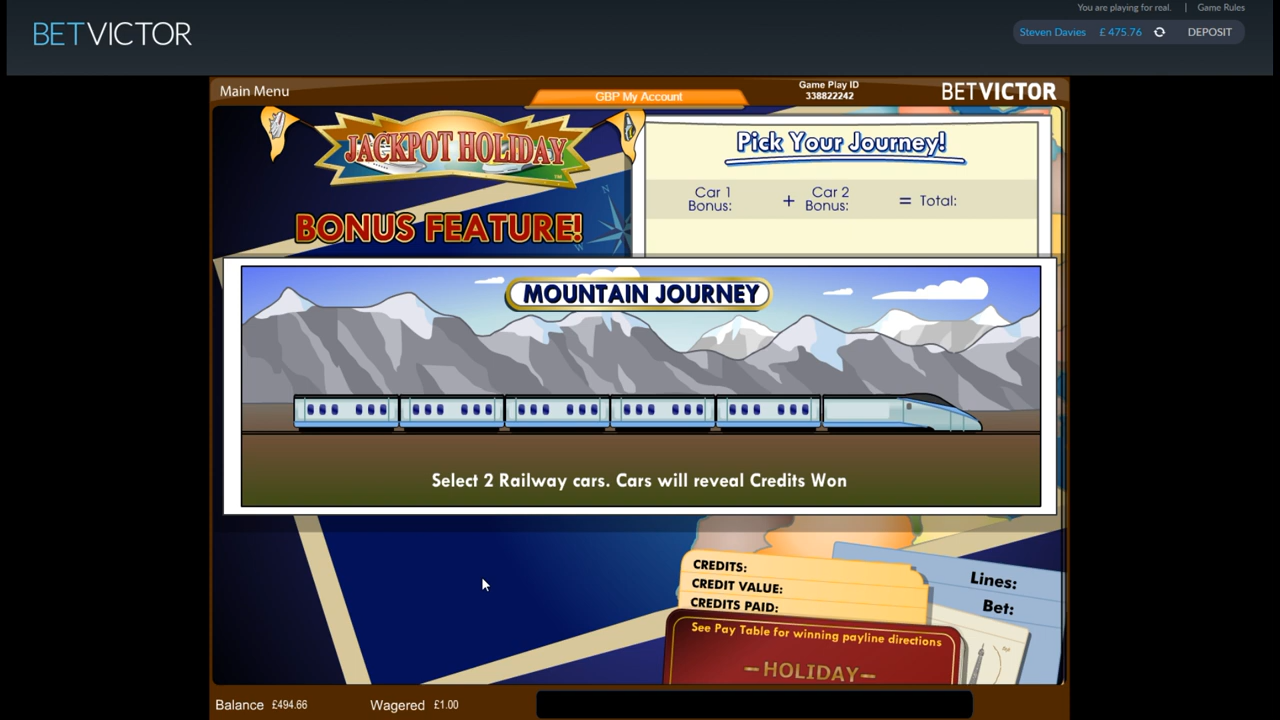 You are playing for real. | Game Rules
BETVICTOR
Steven Davies £ 475.76 DEPOSIT
Main Menu
GBP My Account
Game Play ID
338822242
BETVICTOR
JACKPOT HOLIDAY
TM
BONUS FEATURE!
Pick Your Journey!
Car 1 Bonus: + Car 2 Bonus: = Total:
N
W
MOUNTAIN JOURNEY
Select 2 Railway cars. Cars will reveal Credits Won
CREDITS:
CREDIT VALUE:
CREDITS PAID:
Lines:
Bet:
See Pay Table for winning payline directions
-HOLIDAY-
Balance £494.66
Wagered £1.00